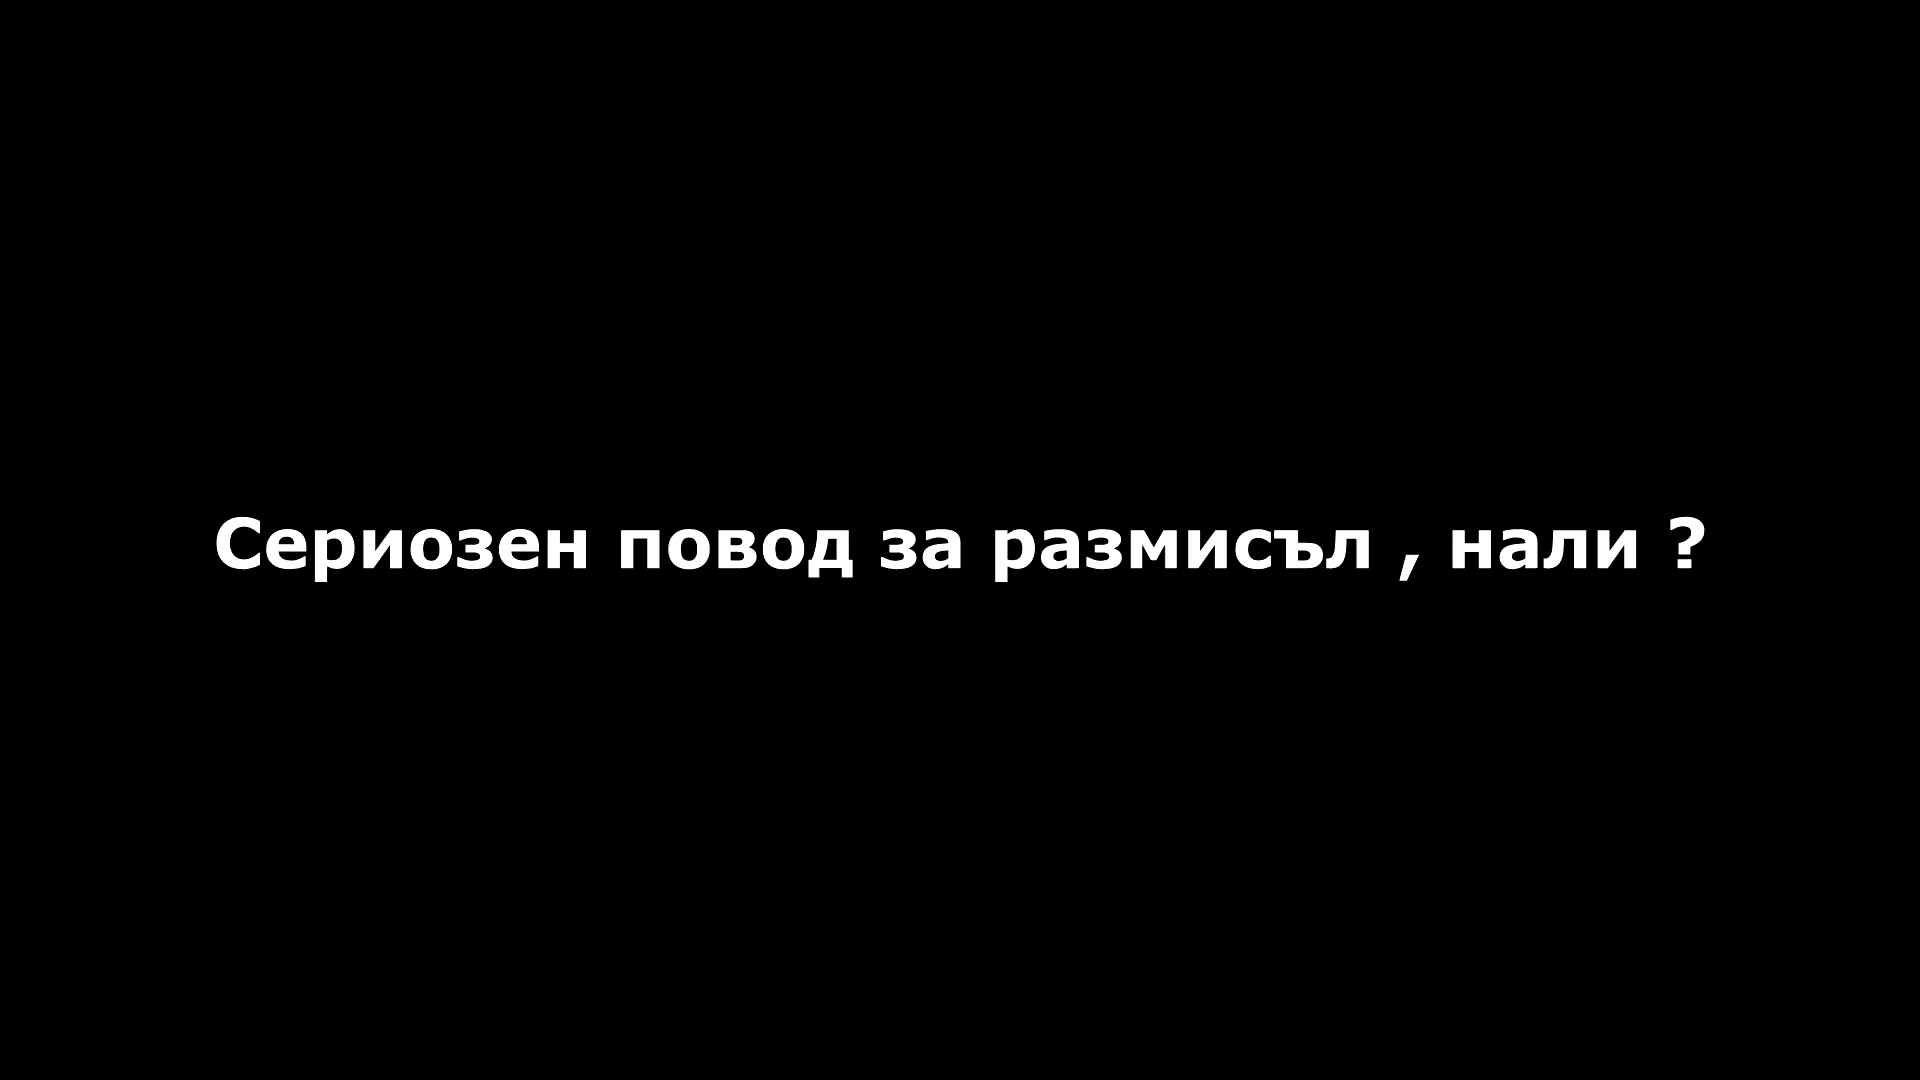 Сериозен повод за размисъл , нали ?